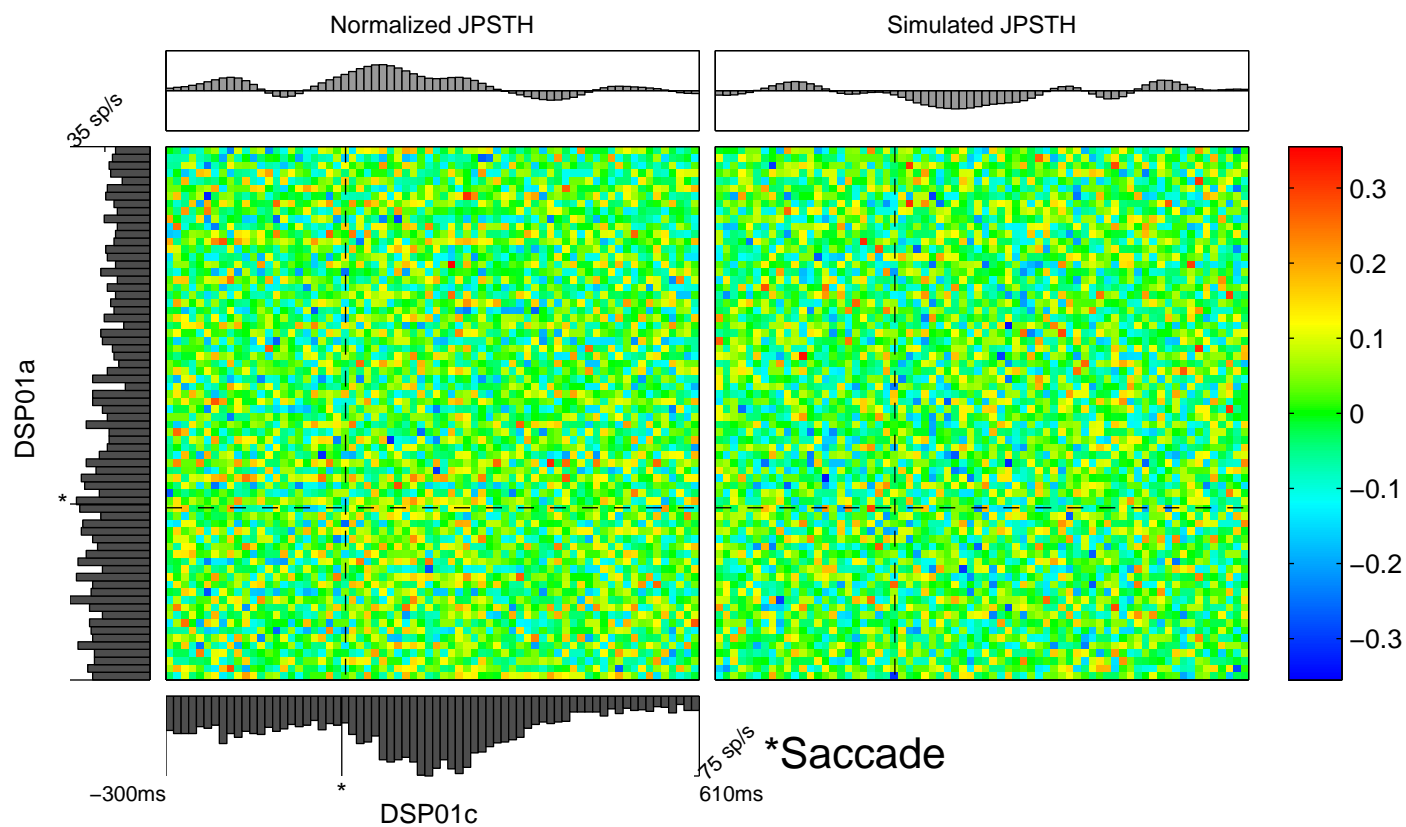 Normalized JPSTH
Simulated JPSTH
35 sp/s
DSP01a
*
0.3
0.2
0.1
0
−0.1
−0.2
−0.3
75 sp/s
*Saccade
−300ms
*
610ms
DSP01c